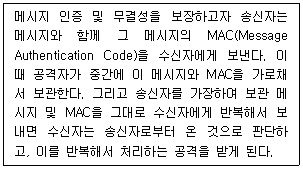 메시지 인증 및 무결성을 보장하고자 송신자는
메시지와 함께 그 메시지의 MAC(Message
Authentication Code)을 수신자에게 보낸다. 이
때 공격자가 중간에 이 메시지와 MAC을 가로채
서 보관한다. 그리고 송신자를 가장하여 보관 메
시지 및 MAC을 그대로 수신자에게 반복해서 보
내면 수신자는 송신자로부터 온 것으로 판단하
고, 이를 반복해서 처리하는 공격을 받게 된다.